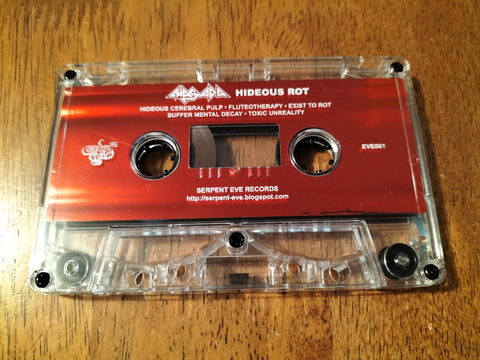 HIDEOUS ROT
HIDEOUS CEREBRAL PULP • FLUTEOTHERAPY • EXIST TO ROT
SUFFER MENTAL DECAY • TOXIC UNREALITY
EVE001
SERPENT EVE RECORDS
http://serpent-eve.blogspot.com